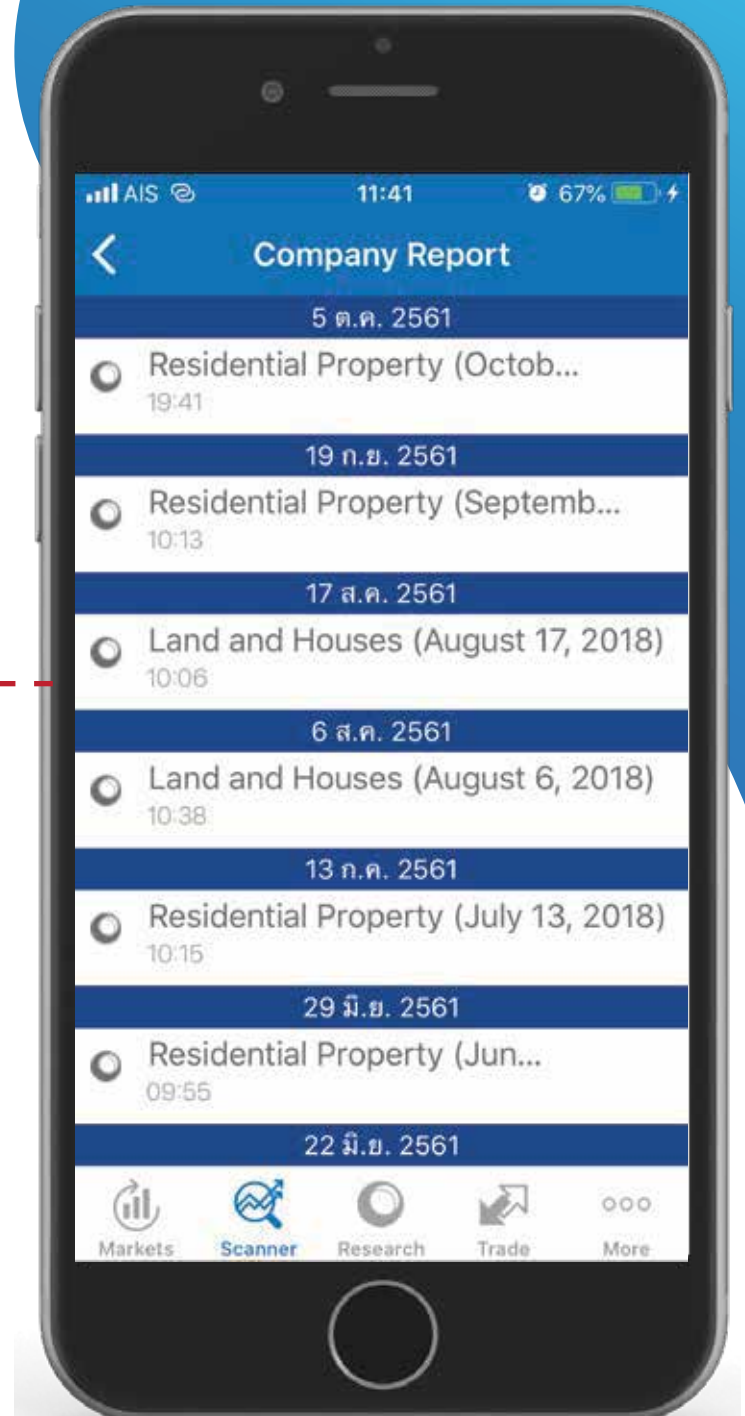 AIS 11:41 67%
Company Report
5 ต.ค. 2561
Residential Property (Octob...
19:41
19 ก.ย. 2561
Residential Property (Septemb...
10:13
17 ส.ค. 2561
Land and Houses (August 17, 2018)
10:06
6 ส.ค. 2561
Land and Houses (August 6, 2018)
10:38
13 ก.ค. 2561
Residential Property (July 13, 2018)
10:15
29 มิ.ย. 2561
Residential Property (Jun...
09:55
22 มิ.ย. 2561
Markets Scanner Research Trade More